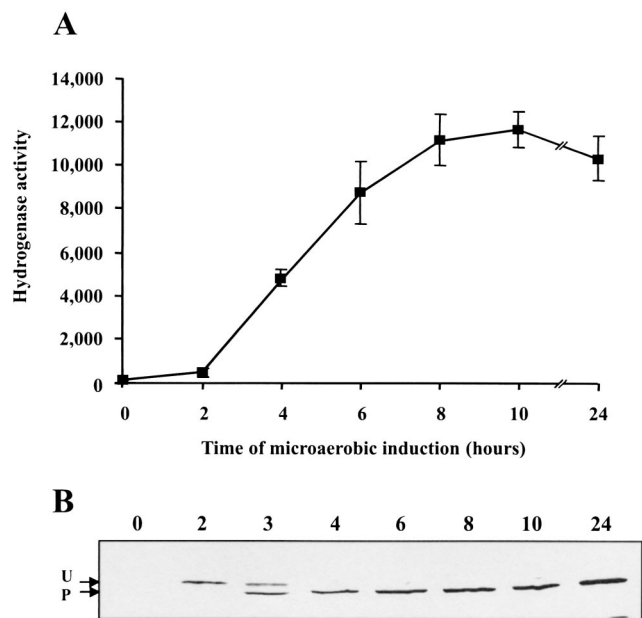 A
14,000
12,000
10,000
8,000
6,000
4,000
2,000
0
Hydrogenase activity
0 2 4 6 8 10 24
Time of microaerobic induction (hours)
B
0 2 3 4 6 8 10 24
U
P